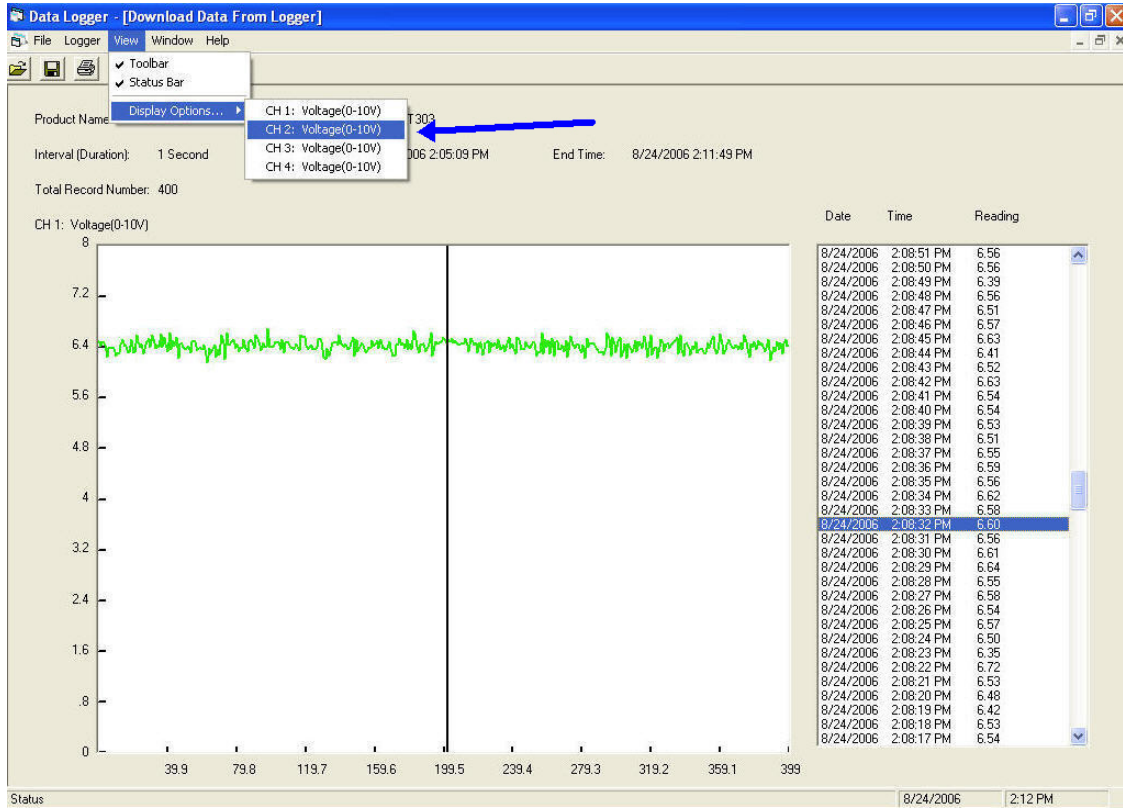 Data Logger - [Download Data From Logger]
File Logger View Window Help
Toolbar
Status Bar
Display Options...
CH 1: Voltage(0-10V)
CH 2: Voltage(0-10V)
CH 3: Voltage(0-10V)
CH 4: Voltage(0-10V)
Product Name T303
Interval (Duration): 1 Second 006 2:05:09 PM End Time: 8/24/2006 2:11:49 PM
Total Record Number: 400
CH 1: Voltage(0-10V)
8
7.2
6.4
5.6
4.8
4
3.2
2.4
1.6
.8
0
39.9 79.8 119.7 159.6 199.5 239.4 279.3 319.2 359.1 399
Date Time Reading
8/24/2006 2:08:51 PM 6.56
8/24/2006 2:08:50 PM 6.56
8/24/2006 2:08:49 PM 6.39
8/24/2006 2:08:48 PM 6.56
8/24/2006 2:08:47 PM 6.51
8/24/2006 2:08:46 PM 6.57
8/24/2006 2:08:45 PM 6.63
8/24/2006 2:08:44 PM 6.41
8/24/2006 2:08:43 PM 6.52
8/24/2006 2:08:42 PM 6.63
8/24/2006 2:08:41 PM 6.54
8/24/2006 2:08:40 PM 6.54
8/24/2006 2:08:39 PM 6.53
8/24/2006 2:08:38 PM 6.51
8/24/2006 2:08:37 PM 6.55
8/24/2006 2:08:36 PM 6.59
8/24/2006 2:08:35 PM 6.56
8/24/2006 2:08:34 PM 6.62
8/24/2006 2:08:33 PM 6.58
8/24/2006 2:08:32 PM 6.60
8/24/2006 2:08:31 PM 6.56
8/24/2006 2:08:30 PM 6.61
8/24/2006 2:08:29 PM 6.64
8/24/2006 2:08:28 PM 6.55
8/24/2006 2:08:27 PM 6.58
8/24/2006 2:08:26 PM 6.54
8/24/2006 2:08:25 PM 6.57
8/24/2006 2:08:24 PM 6.50
8/24/2006 2:08:23 PM 6.35
8/24/2006 2:08:22 PM 6.72
8/24/2006 2:08:21 PM 6.53
8/24/2006 2:08:20 PM 6.48
8/24/2006 2:08:19 PM 6.42
8/24/2006 2:08:18 PM 6.53
8/24/2006 2:08:17 PM 6.54
Status 8/24/2006 2:12 PM